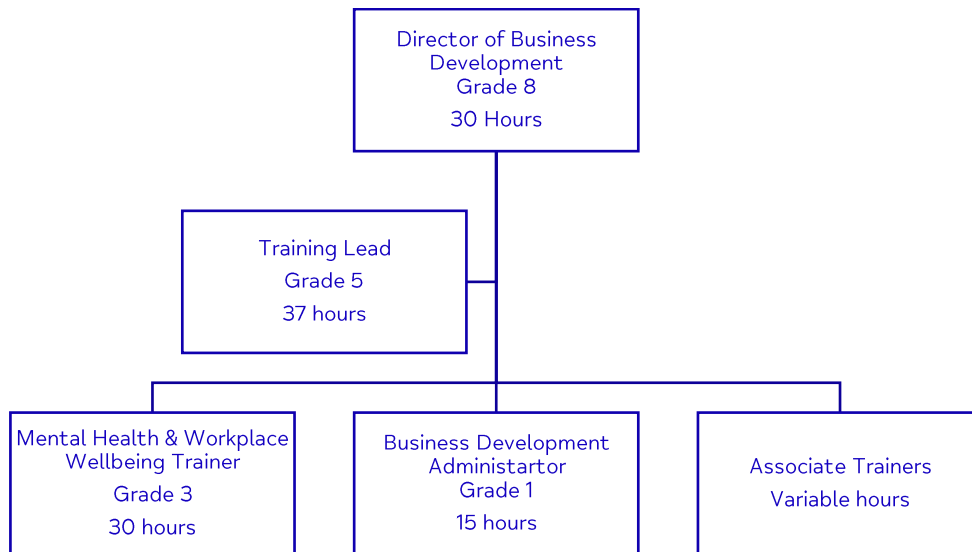 Director of Business
Development
Grade 8
30 Hours
Training Lead
Grade 5
37 hours
Mental Health & Workplace
Wellbeing Trainer
Grade 3
30 hours
Business Development
Administartor
Grade 1
15 hours
Associate Trainers
Variable hours